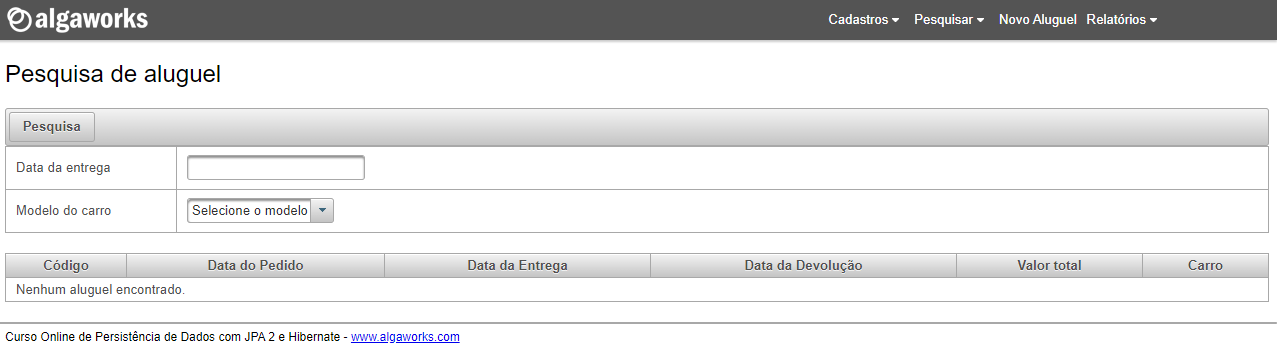 algaworks Cadastros Pesquisar Novo Aluguel Relatórios
Pesquisa de aluguel
Pesquisa
Data da entrega
Modelo do carro Selecione o modelo
Código Data do Pedido Data da Entrega Data da Devolução Valor total Carro
Nenhum aluguel encontrado.
Curso Online de Persistência de Dados com JPA 2 e Hibernate - www.algaworks.com